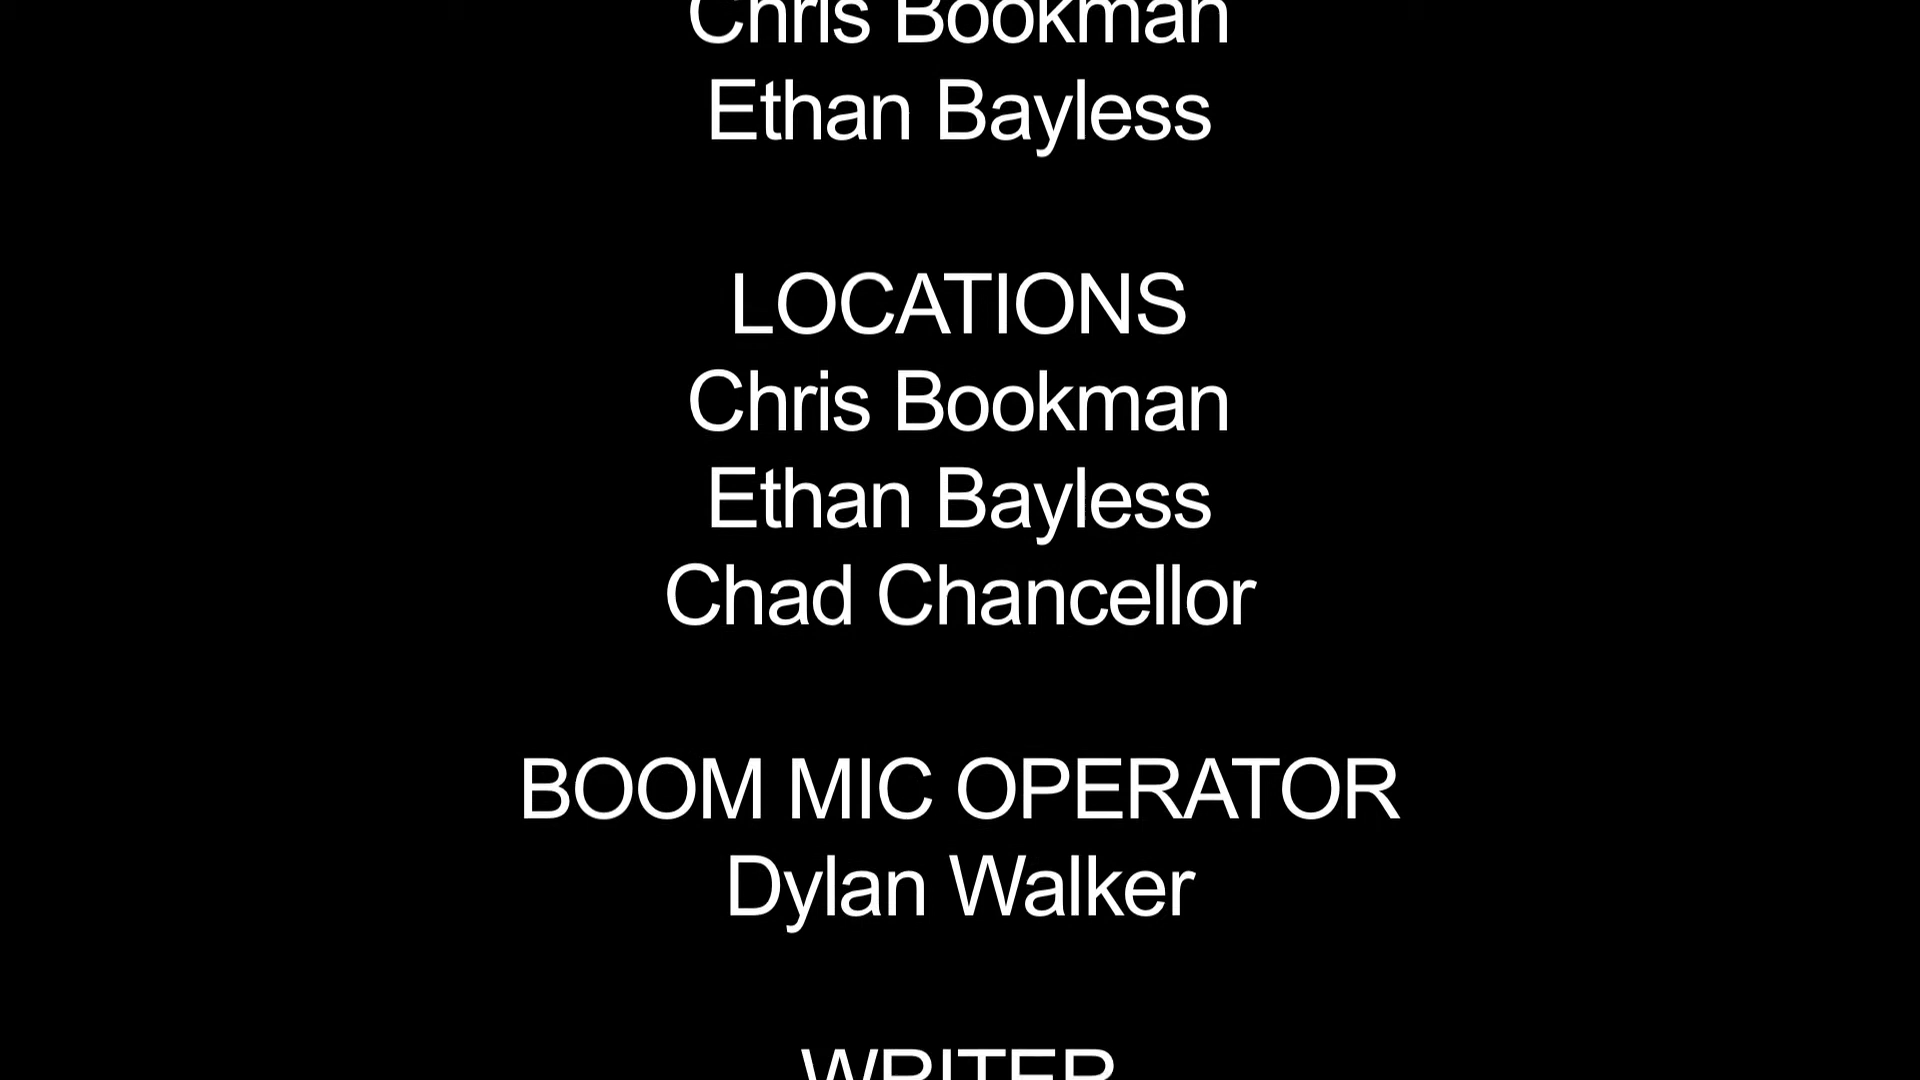 Chris Bookman
Ethan Bayless
LOCATIONS
Chris Bookman
Ethan Bayless
Chad Chancellor
BOOM MIC OPERATOR
Dylan Walker
WRITER